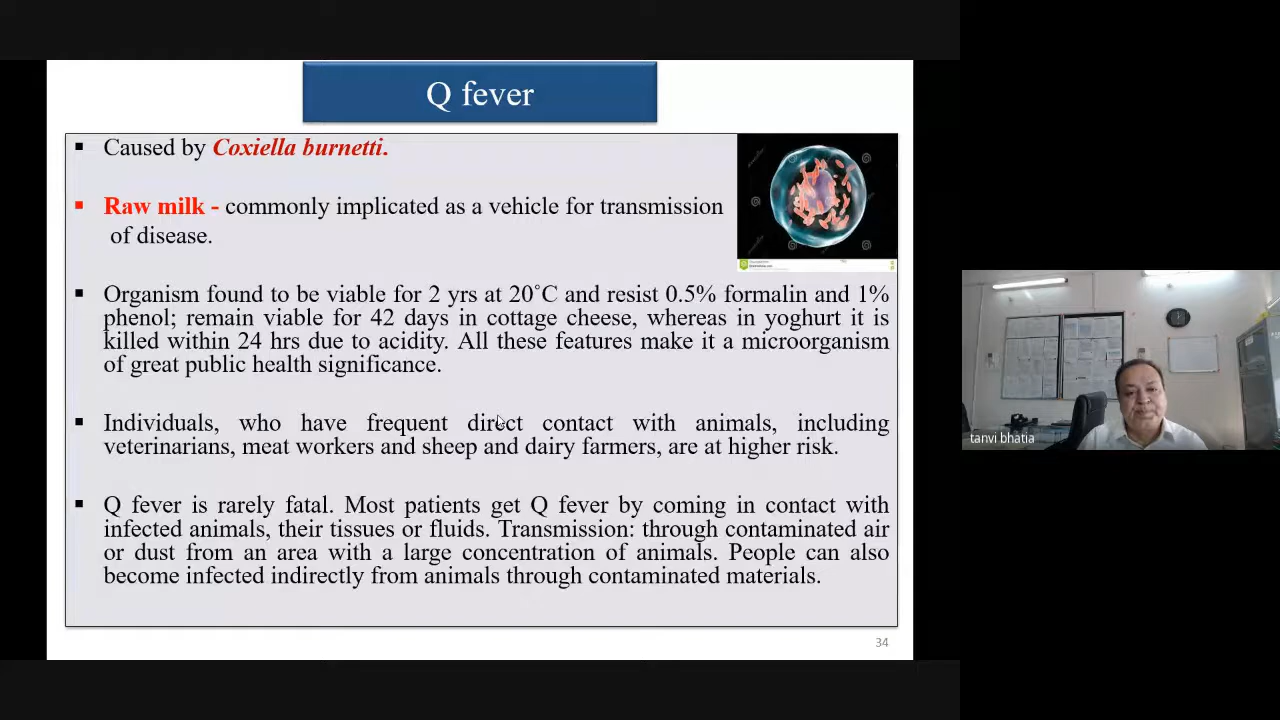 Q fever
▪ Caused by Coxiella burnetti.
▪ Raw milk - commonly implicated as a vehicle for transmission
of disease.
▪ Organism found to be viable for 2 yrs at 20˚C and resist 0.5% formalin and 1%
phenol; remain viable for 42 days in cottage cheese, whereas in yoghurt it is
killed within 24 hrs due to acidity. All these features make it a microorganism
of great public health significance.
▪ Individuals, who have frequent direct contact with animals, including
veterinarians, meat workers and sheep and dairy farmers, are at higher risk.
▪ Q fever is rarely fatal. Most patients get Q fever by coming in contact with
infected animals, their tissues or fluids. Transmission: through contaminated air
or dust from an area with a large concentration of animals. People can also
become infected indirectly from animals through contaminated materials.
34
tanvi bhatia